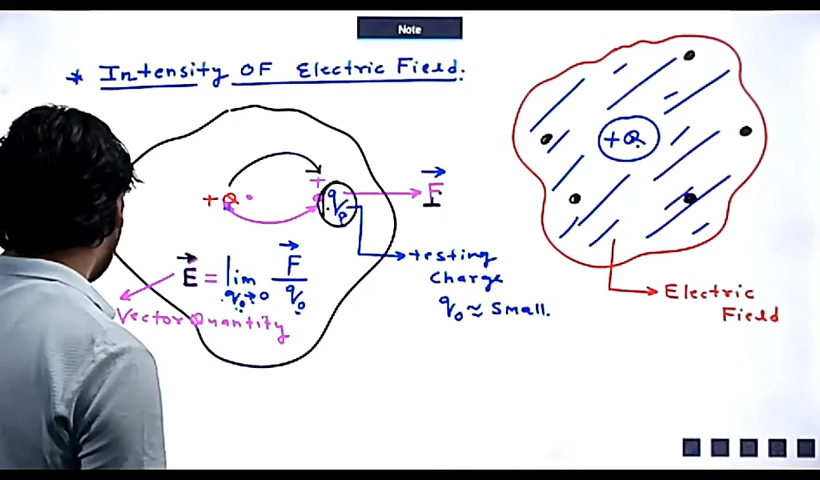 Note
* Intensity OF Electric Field.
+Q
+
q₀
F
testing
Charge
q₀ ≈ Small.
E = lim F/q₀
q₀→0
Vector Quantity
+Q
Electric
Field